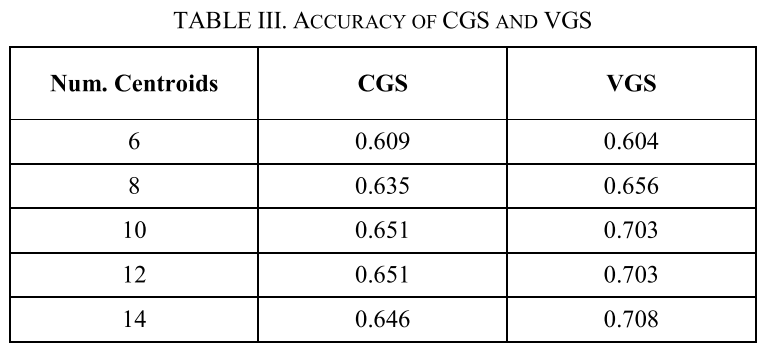 TABLE III. ACCURACY OF CGS AND VGS
Num. Centroids CGS VGS
6 0.609 0.604
8 0.635 0.656
10 0.651 0.703
12 0.651 0.703
14 0.646 0.708